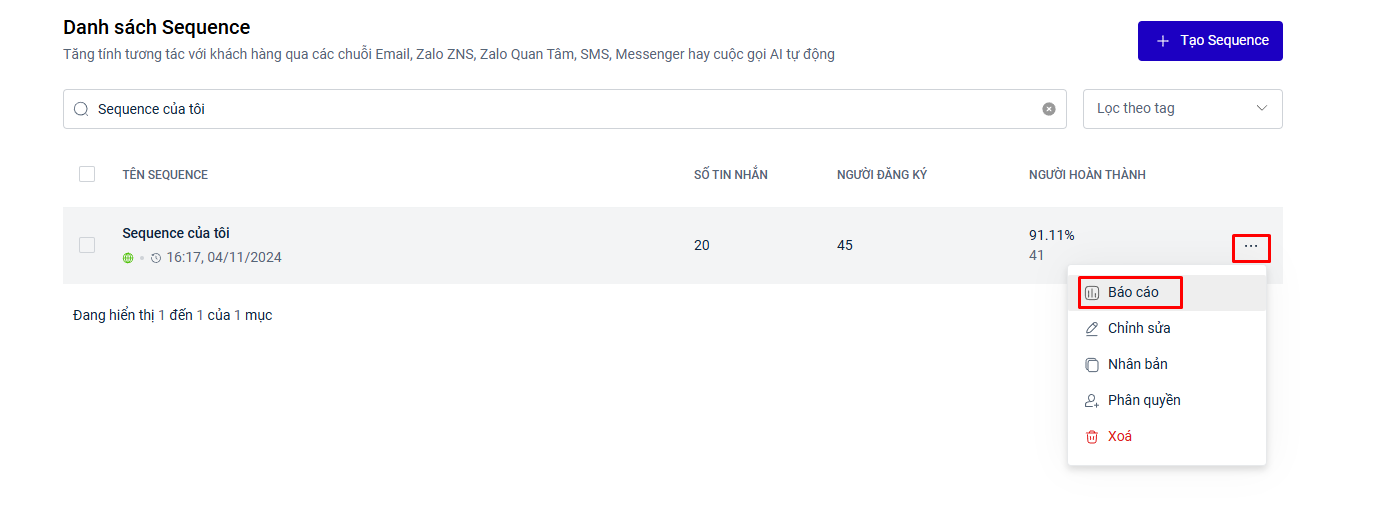 Danh sách Sequence
Tăng tính tương tác với khách hàng qua các chuỗi Email, Zalo ZNS, Zalo Quan Tâm, SMS, Messenger hay cuộc gọi AI tự động
+ Tạo Sequence
Sequence của tôi
Lọc theo tag
TÊN SEQUENCE SỐ TIN NHẮN NGƯỜI ĐĂNG KÝ NGƯỜI HOÀN THÀNH
Sequence của tôi
16:17, 04/11/2024
20
45
91.11%
41
...
Báo cáo
Chỉnh sửa
Nhân bản
Phân quyền
Xoá
Đang hiển thị 1 đến 1 của 1 mục